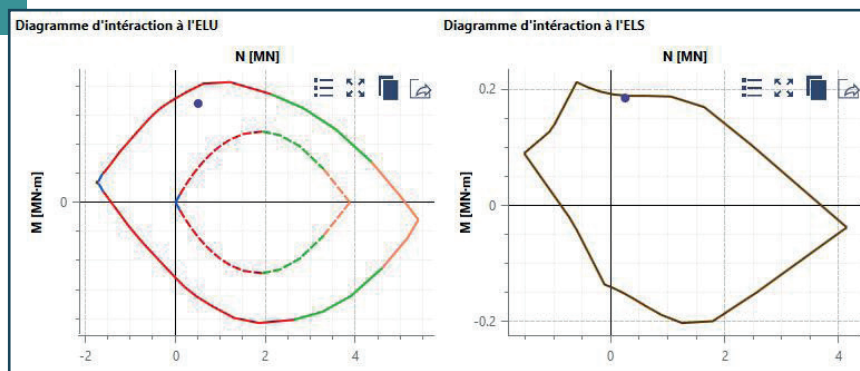 Diagramme d'intéraction à l'ELU
N [MN]
M [MN·m]
0
-2
0
2
4
Diagramme d'intéraction à l'ELS
N [MN]
M [MN·m]
0.2
0
-0.2
0
2
4